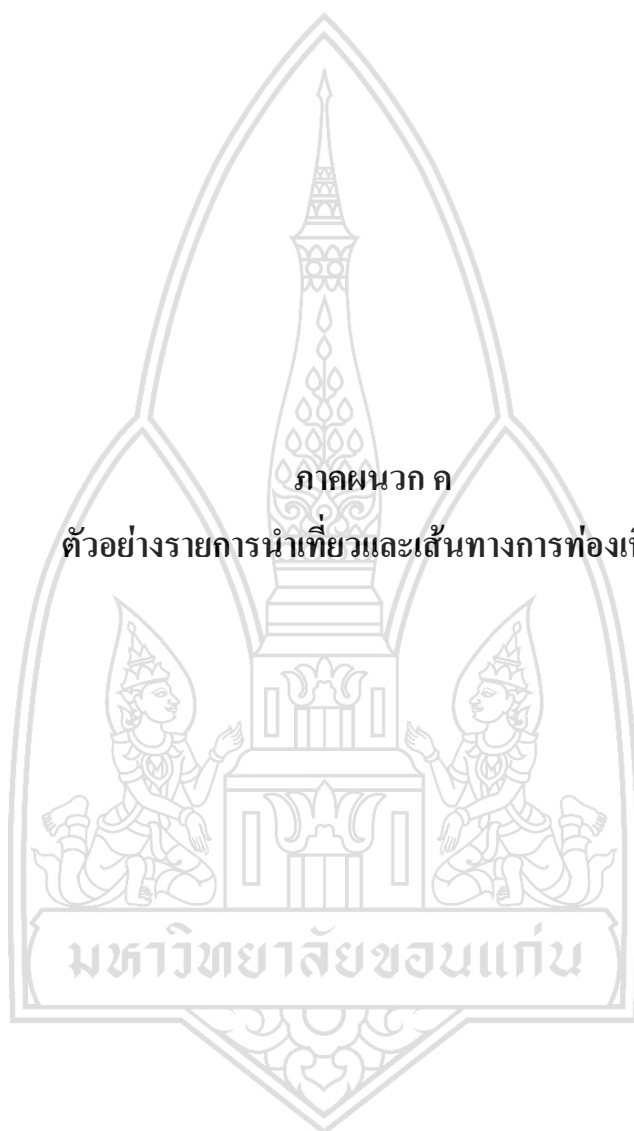 ภาคผนวก ค
ตัวอย่างรายการนำเที่ยวและเส้นทางการท่องเ
มหาวิทยาลัยขอนแก่น